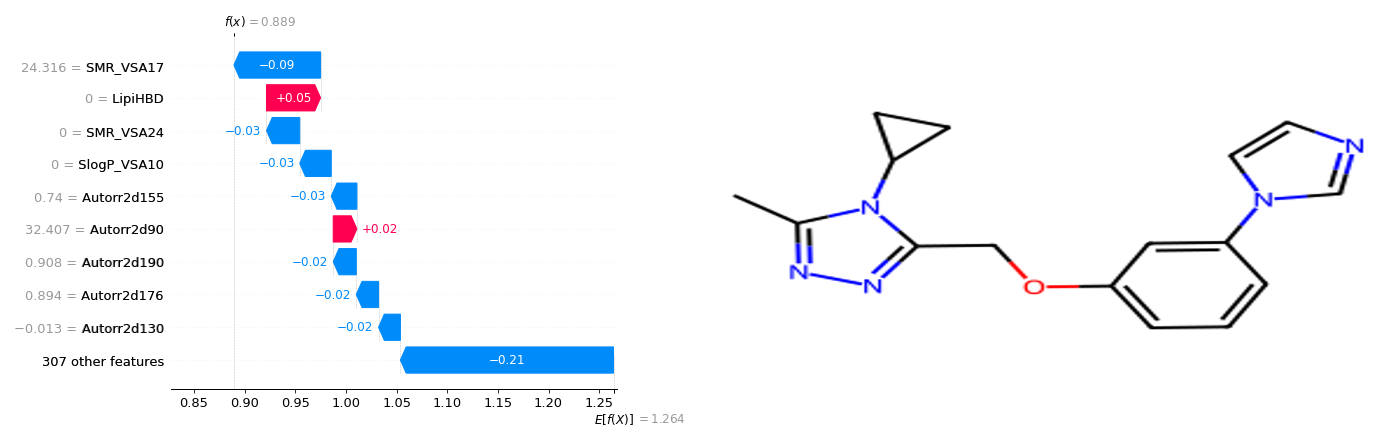 f(x) = 0.889
24.316 = SMR_VSA17
−0.09
0 = LipiHBD
+0.05
0 = SMR_VSA24
−0.03
0 = SlogP_VSA10
−0.03
0.74 = Autorr2d155
−0.03
32.407 = Autorr2d90
+0.02
0.908 = Autorr2d190
−0.02
0.894 = Autorr2d176
−0.02
−0.013 = Autorr2d130
−0.02
307 other features
−0.21
0.85 0.90 0.95 1.00 1.05 1.10 1.15 1.20 1.25
E[f(X)] = 1.264
N
N
N
N
N
O